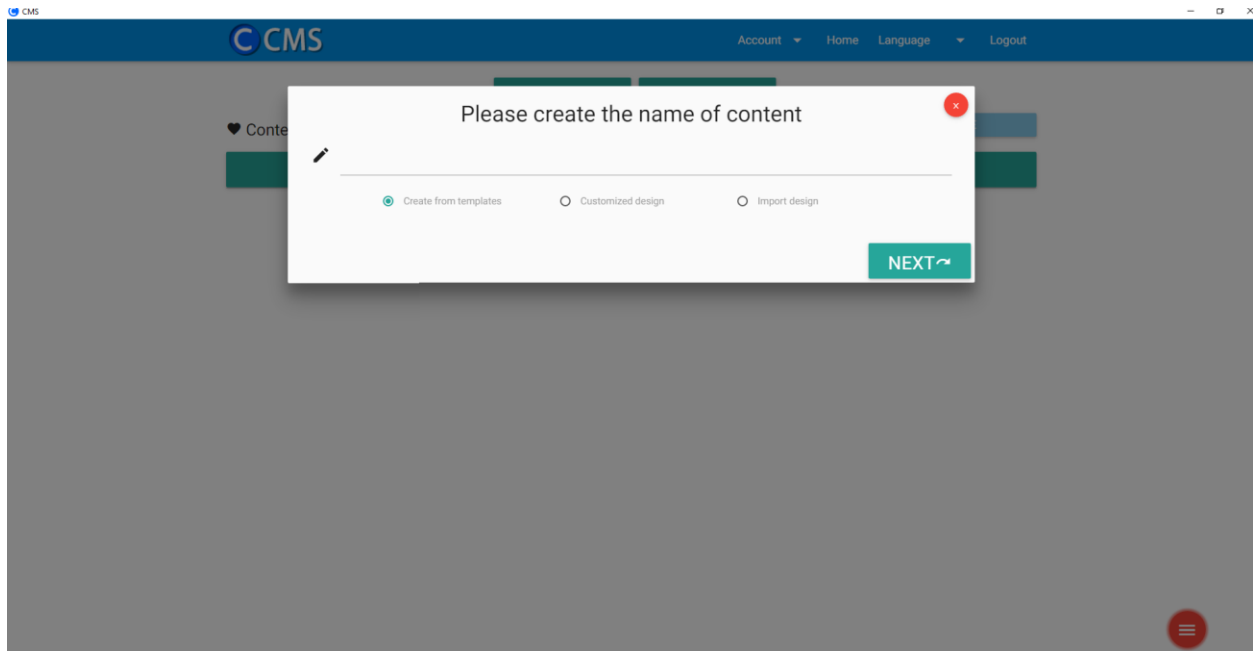 CMS
CCMS
Account Home Language Logout
Please create the name of content
x
Conte
Create from templates Customized design Import design
NEXT